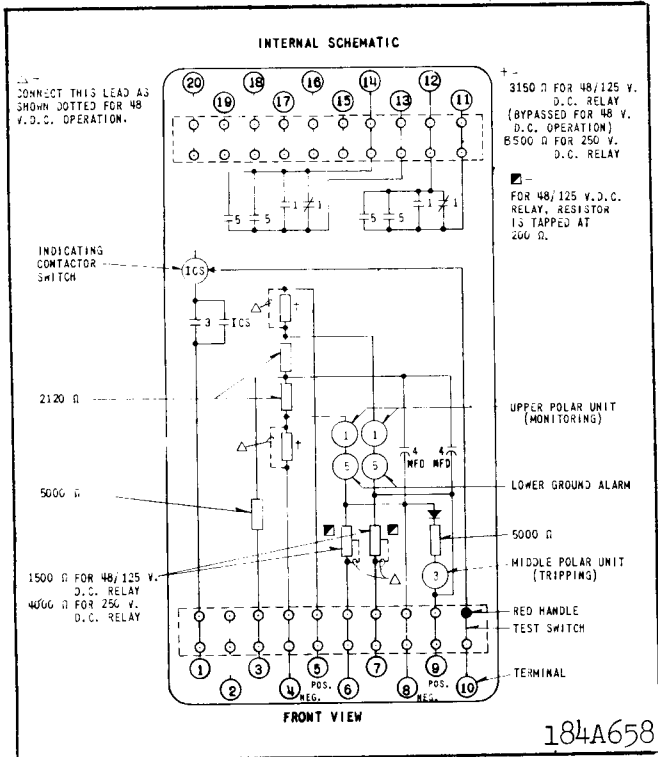 INTERNAL SCHEMATIC
△ -
CONNECT THIS LEAD AS
SHOWN DOTTED FOR 48
V.D.C. OPERATION.
20 18 16 14 12
19 17 15 13 11
+ -
3150 Ω FOR 48/125 V.
D.C. RELAY
(BYPASSED FOR 48 V.
D.C. OPERATION)
8500 Ω FOR 250 V.
D.C. RELAY
FOR 48/125 V.D.C.
RELAY, RESISTOR
IS TAPPED AT
200 Ω.
5 5 1 1 5 5 1 1
INDICATING
CONTACTOR
SWITCH
ICS
3 ICS
△ †
2120 Ω
△ †
1 1
5 5
4 4
MFD MFD
UPPER POLAR UNIT
(MONITORING)
LOWER GROUND ALARM
5000 Ω
5000 Ω
△
3
MIDDLE POLAR UNIT
(TRIPPING)
1500 Ω FOR 48/125 V.
D.C. RELAY
4000 Ω FOR 250 V.
D.C. RELAY
RED HANDLE
TEST SWITCH
TERMINAL
1 3 5 7 9
POS. POS.
2 4 6 8 10
NEG. NEG.
FRONT VIEW
184A658